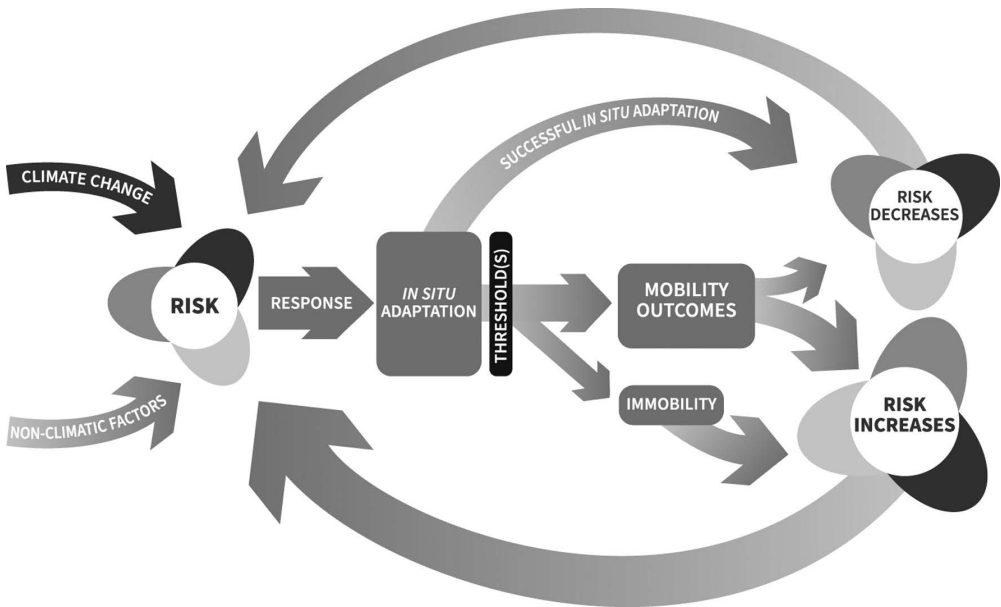 CLIMATE CHANGE
NON-CLIMATIC FACTORS
RISK
RESPONSE
IN SITU
ADAPTATION
THRESHOLD(S)
SUCCESSFUL IN SITU ADAPTATION
MOBILITY
OUTCOMES
IMMOBILITY
RISK
DECREASES
RISK
INCREASES